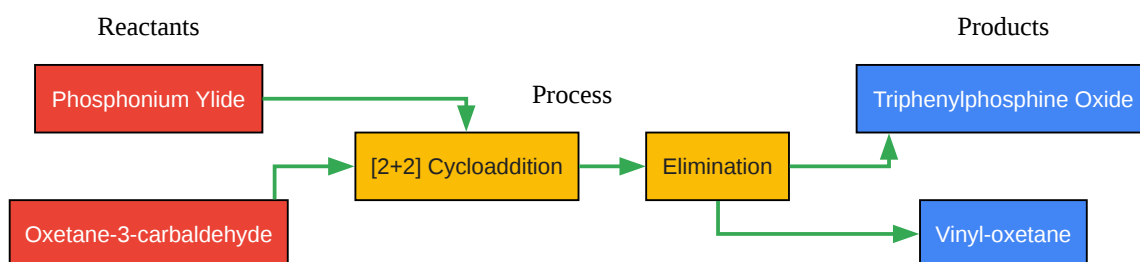 Reactants
Products
Phosphonium Ylide
Process
Triphenylphosphine Oxide
[2+2] Cycloaddition
Elimination
Oxetane-3-carbaldehyde
Vinyl-oxetane